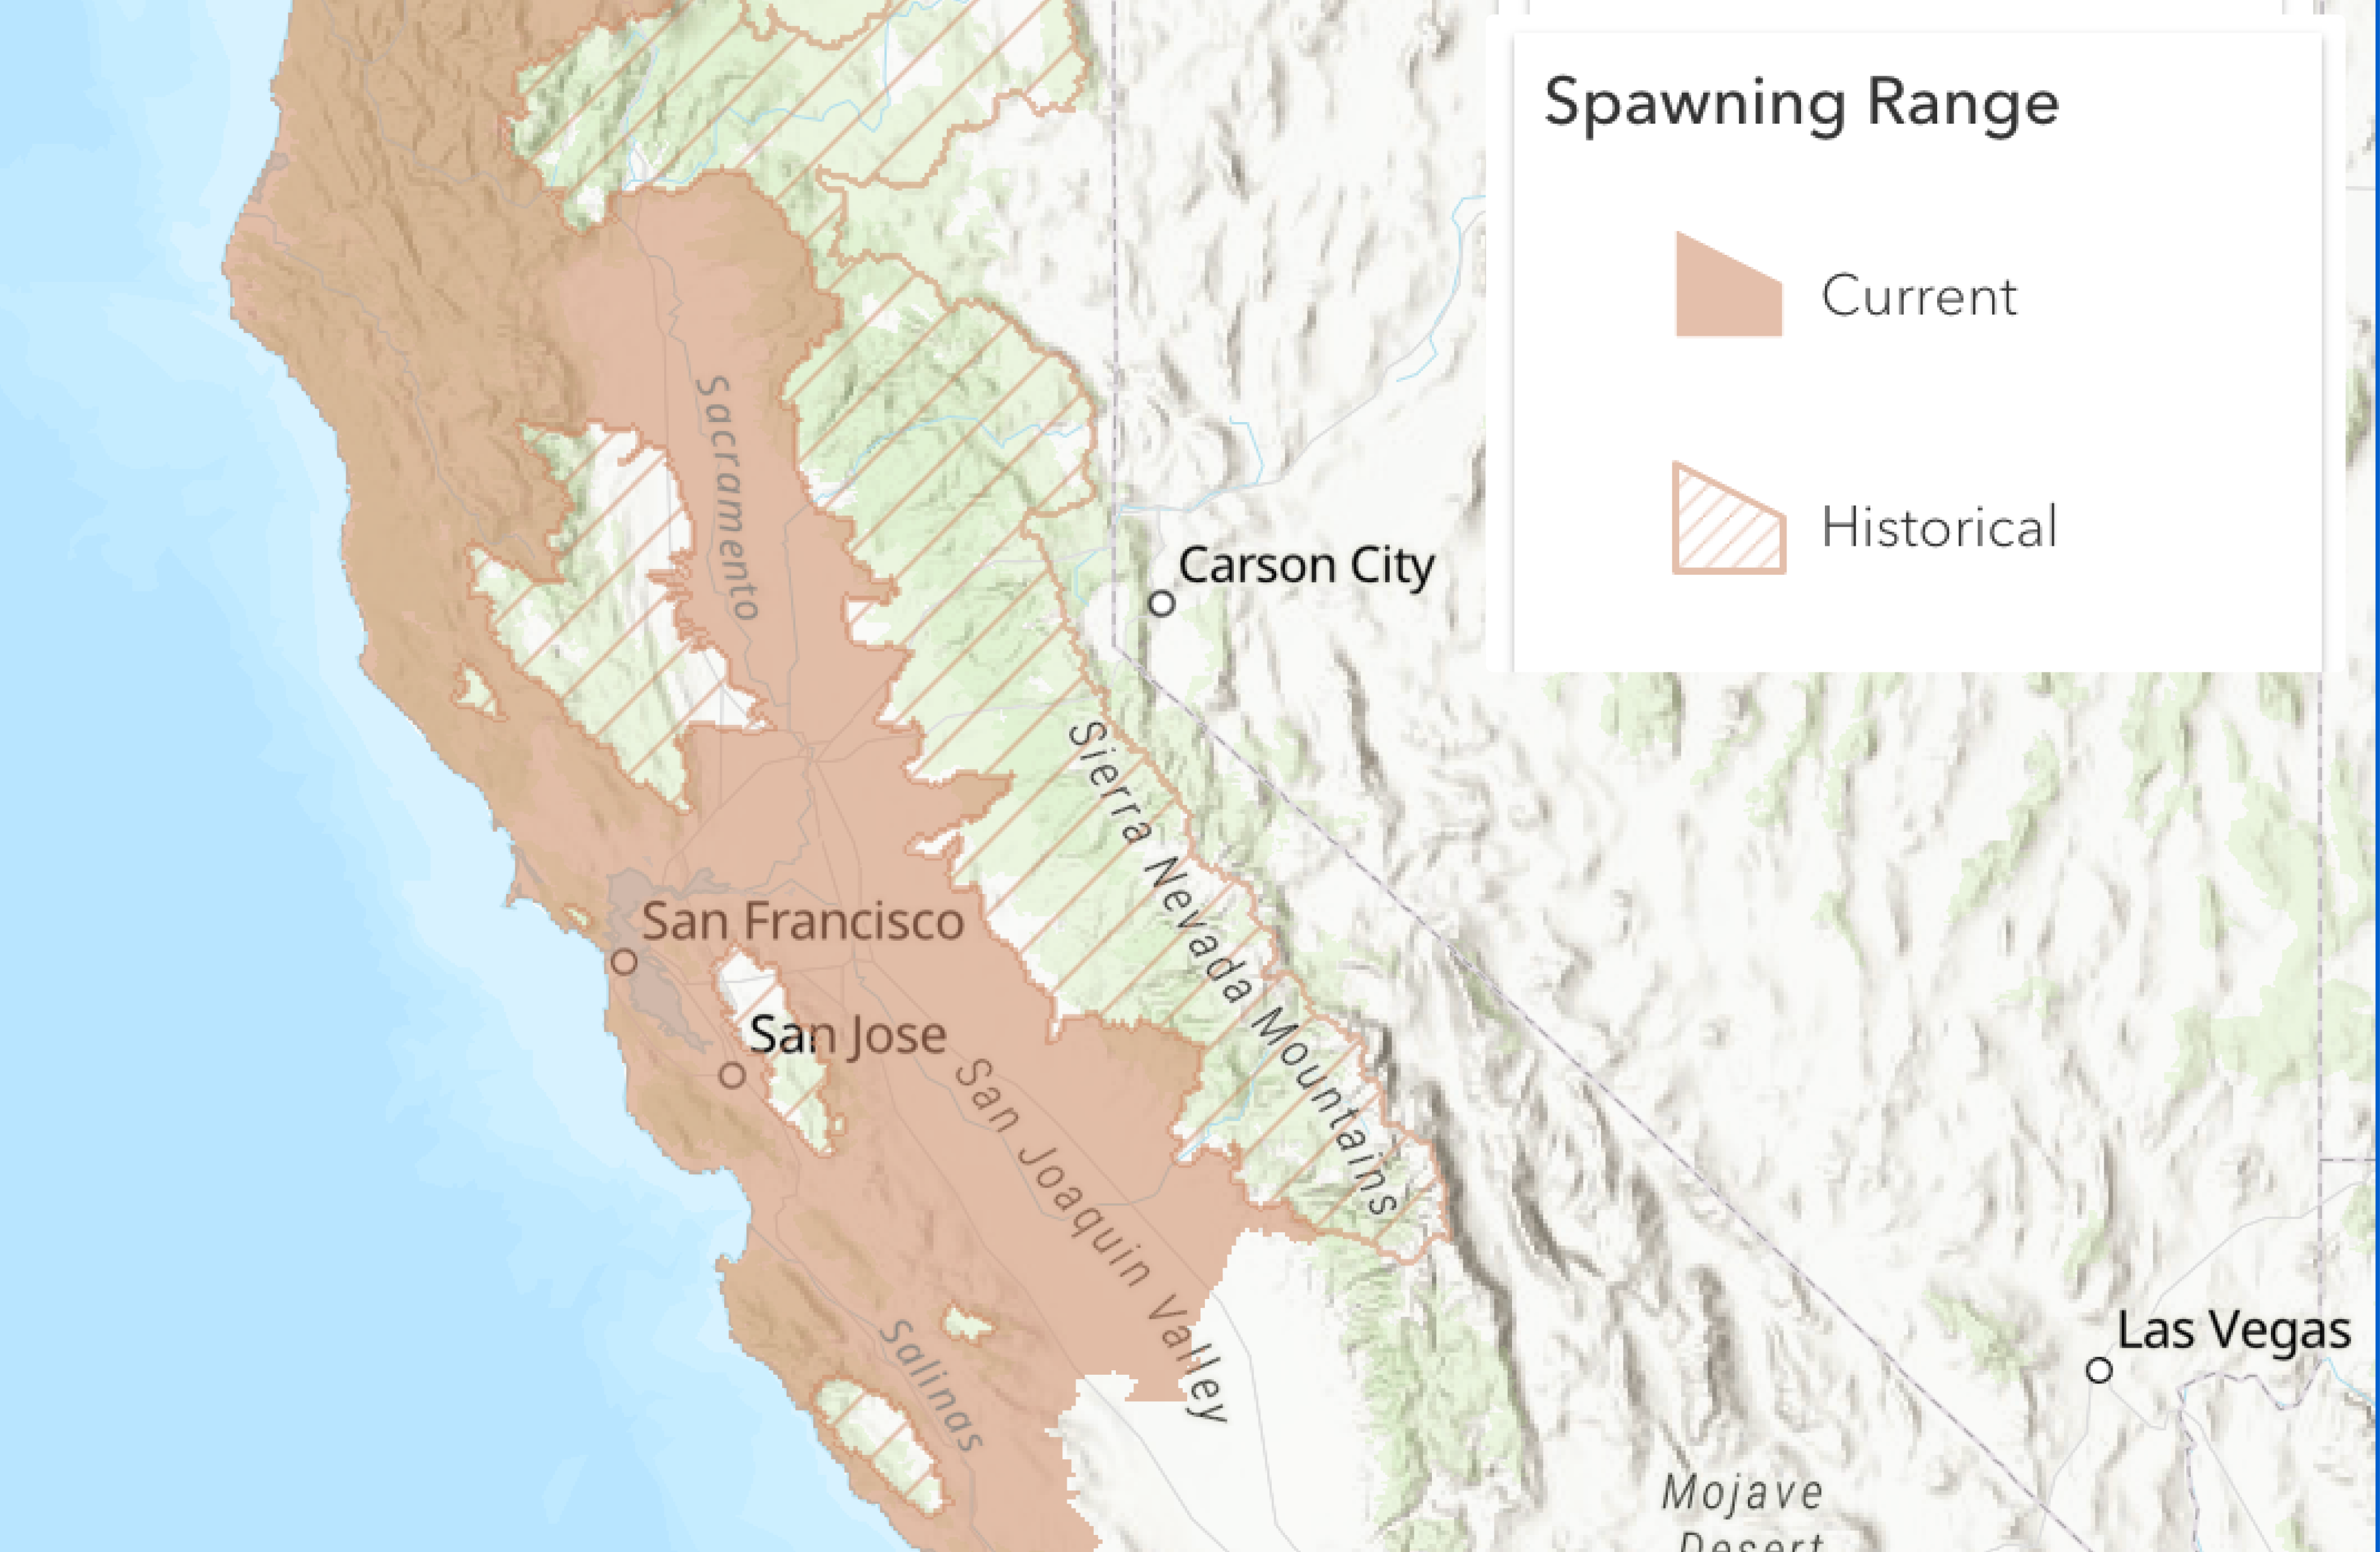 Spawning Range
Current
Historical
Sacramento
Carson City
Sierra Nevada Mountains
San Francisco
San Jose
San Joaquin Valley
Salinas
Las Vegas
Mojave
Desert